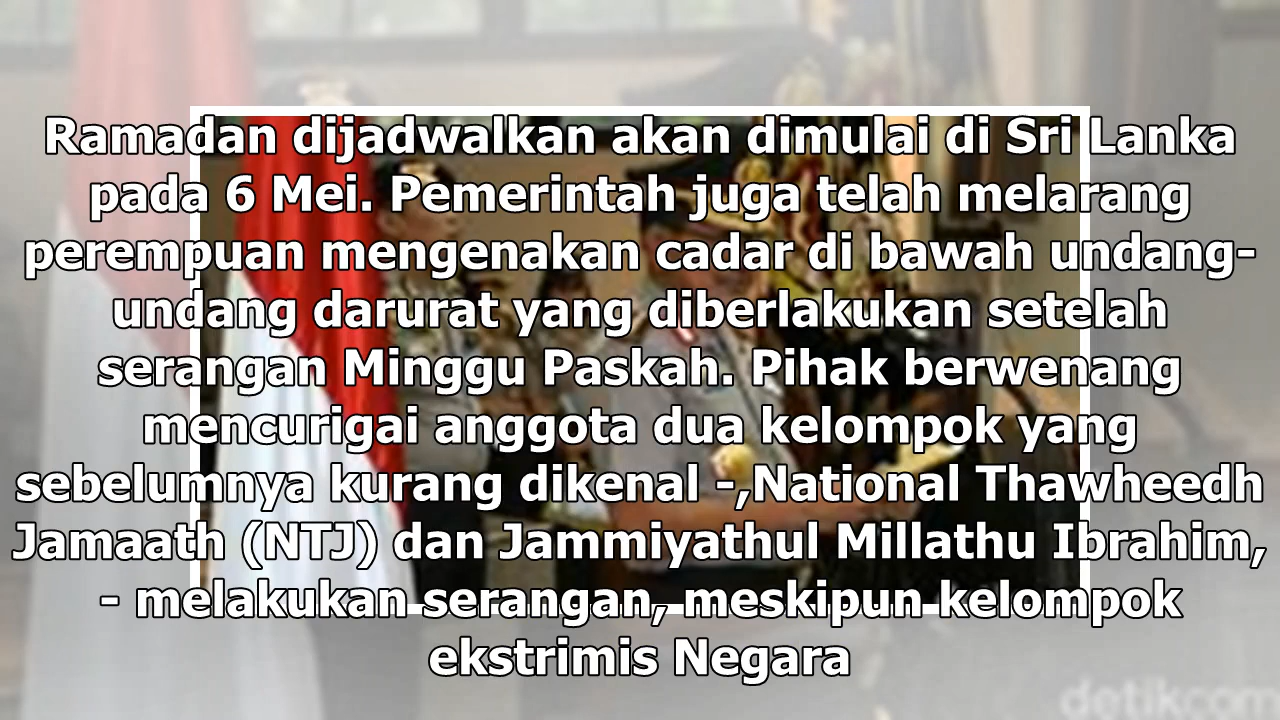 Ramadan dijadwalkan akan dimulai di Sri Lanka
pada 6 Mei. Pemerintah juga telah melarang
perempuan mengenakan cadar di bawah undang-
undang darurat yang diberlakukan setelah
serangan Minggu Paskah. Pihak berwenang
mencurigai anggota dua kelompok yang
sebelumnya kurang dikenal -,National Thawheedh
Jamaath (NTJ) dan Jammiyathul Millathu Ibrahim,
- melakukan serangan, meskipun kelompok
ekstrimis Negara
detikcom